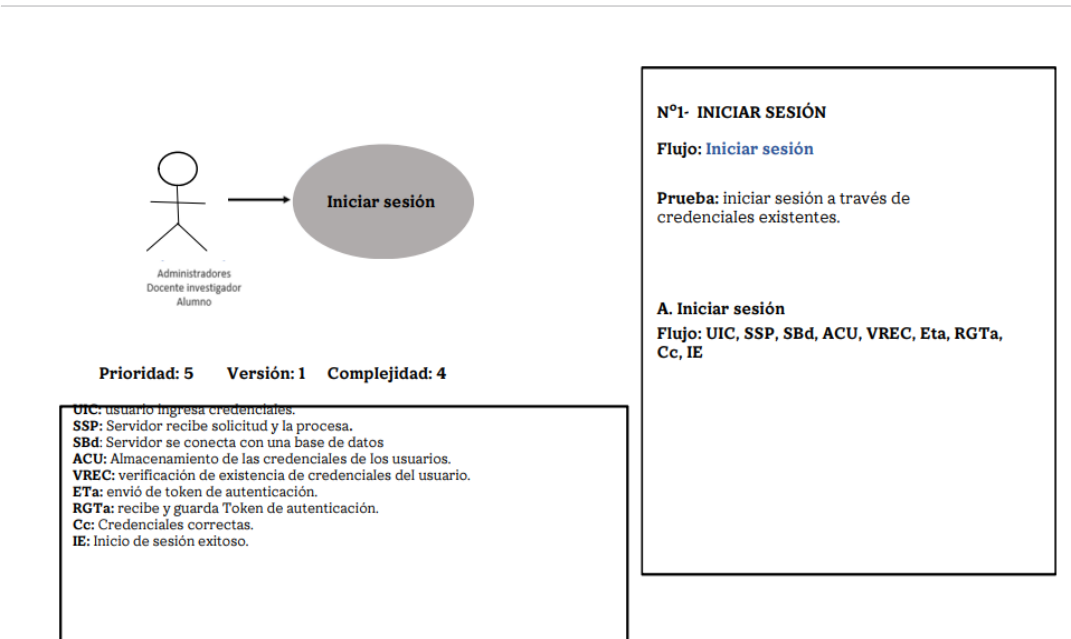 Iniciar sesión
Administradores
Docente investigador
Alumno
Prioridad: 5 Versión: 1 Complejidad: 4
UIC: usuario ingresa credenciales.
SSP: Servidor recibe solicitud y la procesa.
SBd: Servidor se conecta con una base de datos
ACU: Almacenamiento de las credenciales de los usuarios.
VREC: verificación de existencia de credenciales del usuario.
ETa: envió de token de autenticación.
RGTa: recibe y guarda Token de autenticación.
Cc: Credenciales correctas.
IE: Inicio de sesión exitoso.
Nº1- INICIAR SESIÓN
Flujo: Iniciar sesión
Prueba: iniciar sesión a través de
credenciales existentes.
A. Iniciar sesión
Flujo: UIC, SSP, SBd, ACU, VREC, Eta, RGTa,
Cc, IE